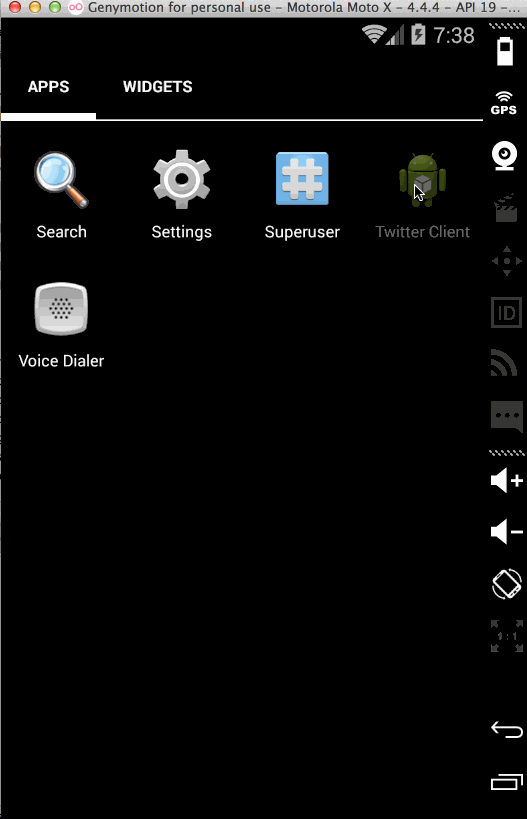 Genymotion for personal use - Motorola Moto X - 4.4.4 - API 19 -...
7:38
APPS WIDGETS
GPS
Search Settings Superuser Twitter Client
ID
Voice Dialer
1:1